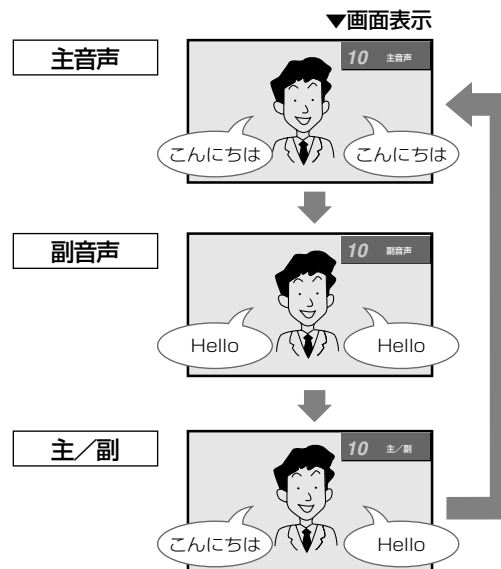 ▼画面表示
主音声
10 主音声
こんにちは こんにちは
副音声
10 副音声
Hello Hello
主／副
10 主／副
こんにちは Hello